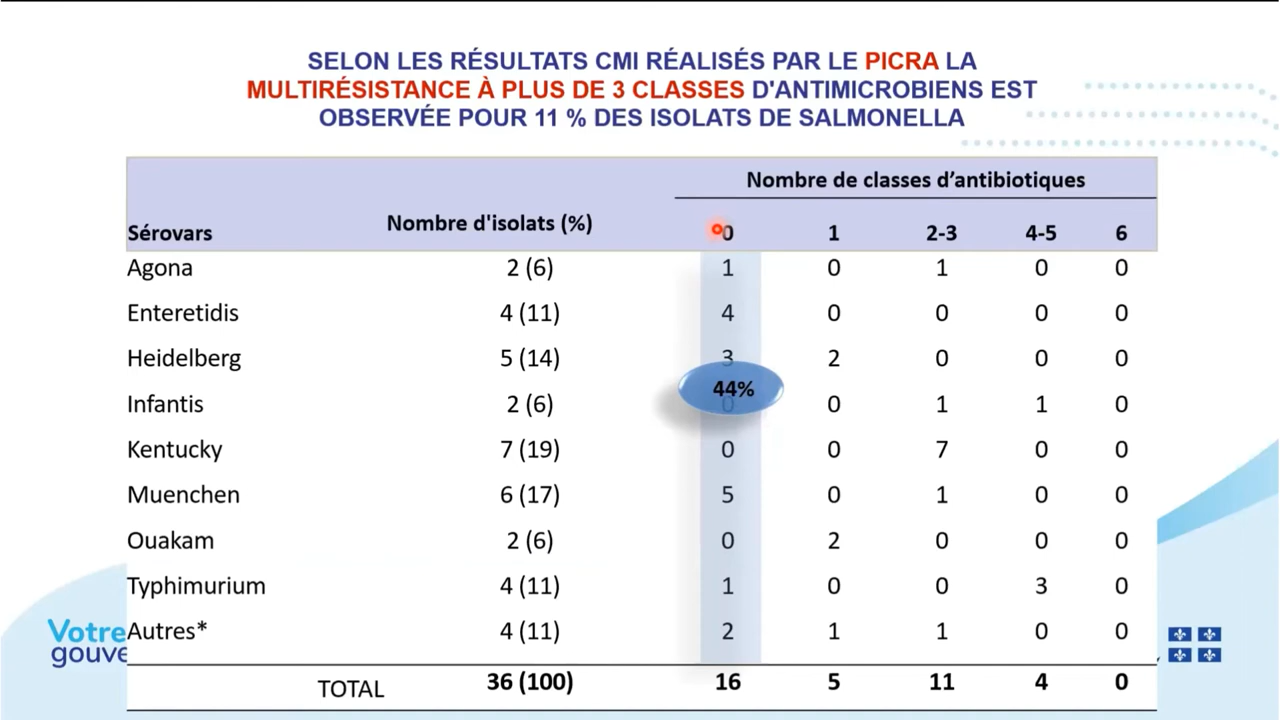 SELON LES RÉSULTATS CMI RÉALISÉS PAR LE PICRA LA
MULTIRÉSISTANCE À PLUS DE 3 CLASSES D'ANTIMICROBIENS EST
OBSERVÉE POUR 11 % DES ISOLATS DE SALMONELLA
Nombre de classes d’antibiotiques
Sérovars Nombre d'isolats (%) 0 1 2-3 4-5 6
Agona 2 (6) 1 0 1 0 0
Enteretidis 4 (11) 4 0 0 0 0
Heidelberg 5 (14) 3 2 0 0 0
44%
Infantis 2 (6) 0 0 1 1 0
Kentucky 7 (19) 0 0 7 0 0
Muenchen 6 (17) 5 0 1 0 0
Ouakam 2 (6) 0 2 0 0 0
Typhimurium 4 (11) 1 0 0 3 0
Autres* 4 (11) 2 1 1 0 0
TOTAL 36 (100) 16 5 11 4 0
Votre
gouve